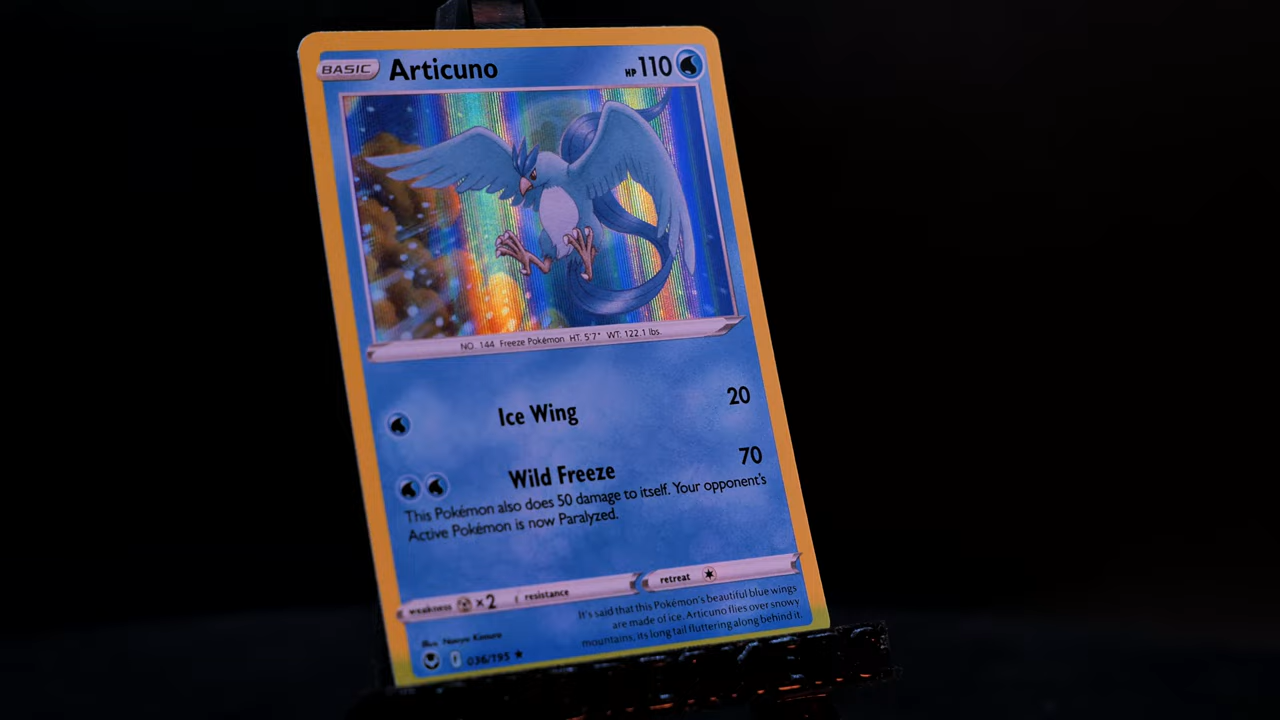 BASIC Articuno HP 110
NO. 144 Freeze Pokémon HT: 5'7" WT: 122.1 lbs.
Ice Wing 20
Wild Freeze 70
This Pokémon also does 50 damage to itself. Your opponent's
Active Pokémon is now Paralyzed.
weakness ×2 resistance retreat
It's said that this Pokémon's beautiful blue wings
are made of ice. Articuno flies over snowy
mountains, its long tail fluttering along behind it.
Illus. Naoyo Kimura
036/195 ★